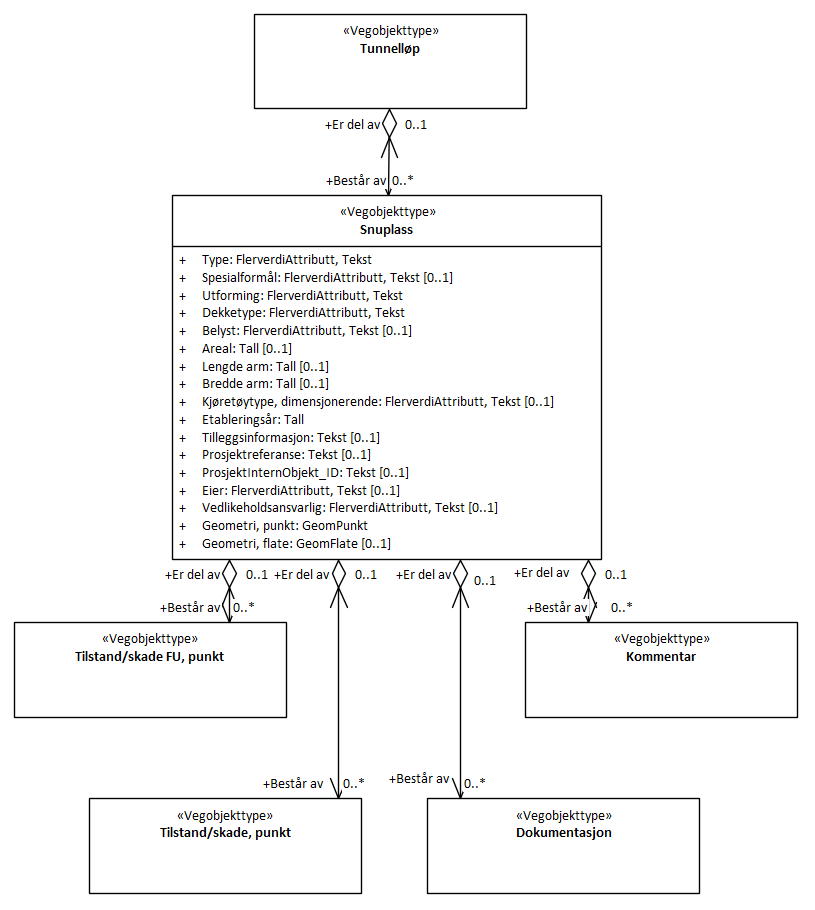 «Vegobjekttype»
Tunnelløp
+Er del av 0..1
+Består av 0..*
«Vegobjekttype»
Snuplass
+ Type: FlerverdiAttributt, Tekst
+ Spesialformål: FlerverdiAttributt, Tekst [0..1]
+ Utforming: FlerverdiAttributt, Tekst
+ Dekketype: FlerverdiAttributt, Tekst
+ Belyst: FlerverdiAttributt, Tekst [0..1]
+ Areal: Tall [0..1]
+ Lengde arm: Tall [0..1]
+ Bredde arm: Tall [0..1]
+ Kjøretøytype, dimensjonerende: FlerverdiAttributt, Tekst [0..1]
+ Etableringsår: Tall
+ Tilleggsinformasjon: Tekst [0..1]
+ Prosjektreferanse: Tekst [0..1]
+ ProsjektInternObjekt_ID: Tekst [0..1]
+ Eier: FlerverdiAttributt, Tekst [0..1]
+ Vedlikeholdsansvarlig: FlerverdiAttributt, Tekst [0..1]
+ Geometri, punkt: GeomPunkt
+ Geometri, flate: GeomFlate [0..1]
+Er del av 0..1 +Er del av 0..1 +Er del av 0..1 +Er del av 0..1
+Består av 0..* +Består av 0..*
«Vegobjekttype»
Tilstand/skade FU, punkt
«Vegobjekttype»
Kommentar
+Består av 0..* +Består av 0..*
«Vegobjekttype»
Tilstand/skade, punkt
«Vegobjekttype»
Dokumentasjon